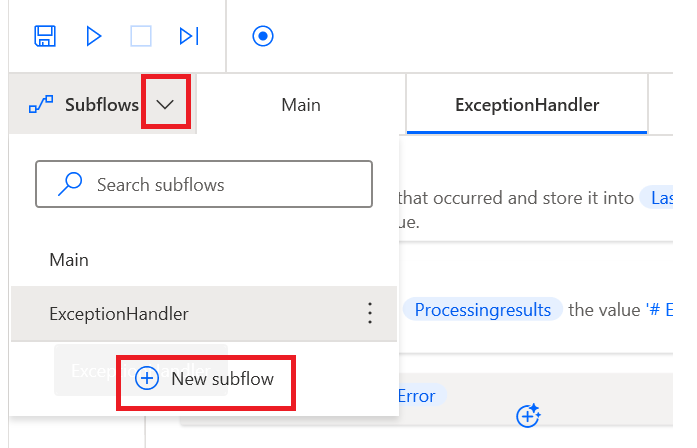 Subflows
Main
ExceptionHandler
Search subflows
that occurred and store it into Las
ue.
Main
ExceptionHandler
Processingresults the value '# E
ExceptionHandler
New subflow
Error